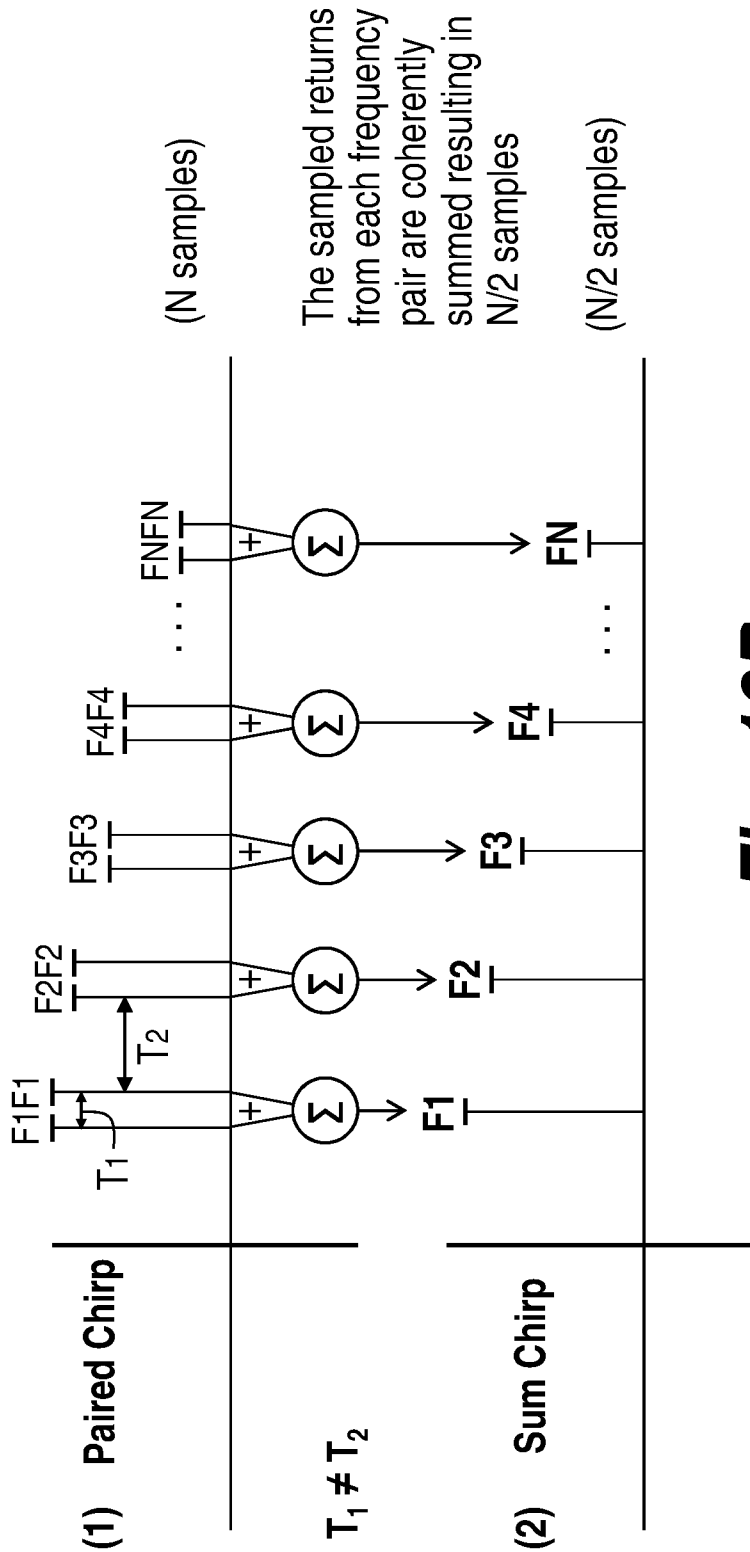 (1) Paired Chirp
F1F1
F2F2
F3F3
F4F4
. . .
FNFN
(N samples)
T1
T2
+ + + + +
T1 ≠ T2
Σ Σ Σ Σ Σ
The sampled returns
from each frequency
pair are coherently
summed resulting in
N/2 samples
(2) Sum Chirp
F1
F2
F3
F4
. . .
FN
(N/2 samples)